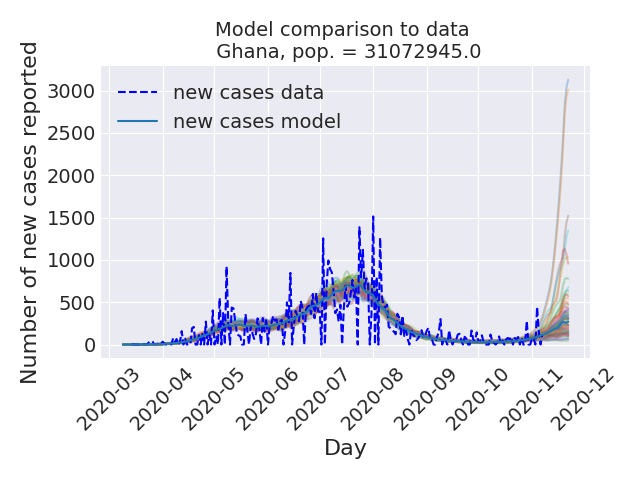 Model comparison to data
Ghana, pop. = 31072945.0
Number of new cases reported
3000
2500
2000
1500
1000
500
0
new cases data
new cases model
2020-03
2020-04
2020-05
2020-06
2020-07
2020-08
2020-09
2020-10
2020-11
2020-12
Day